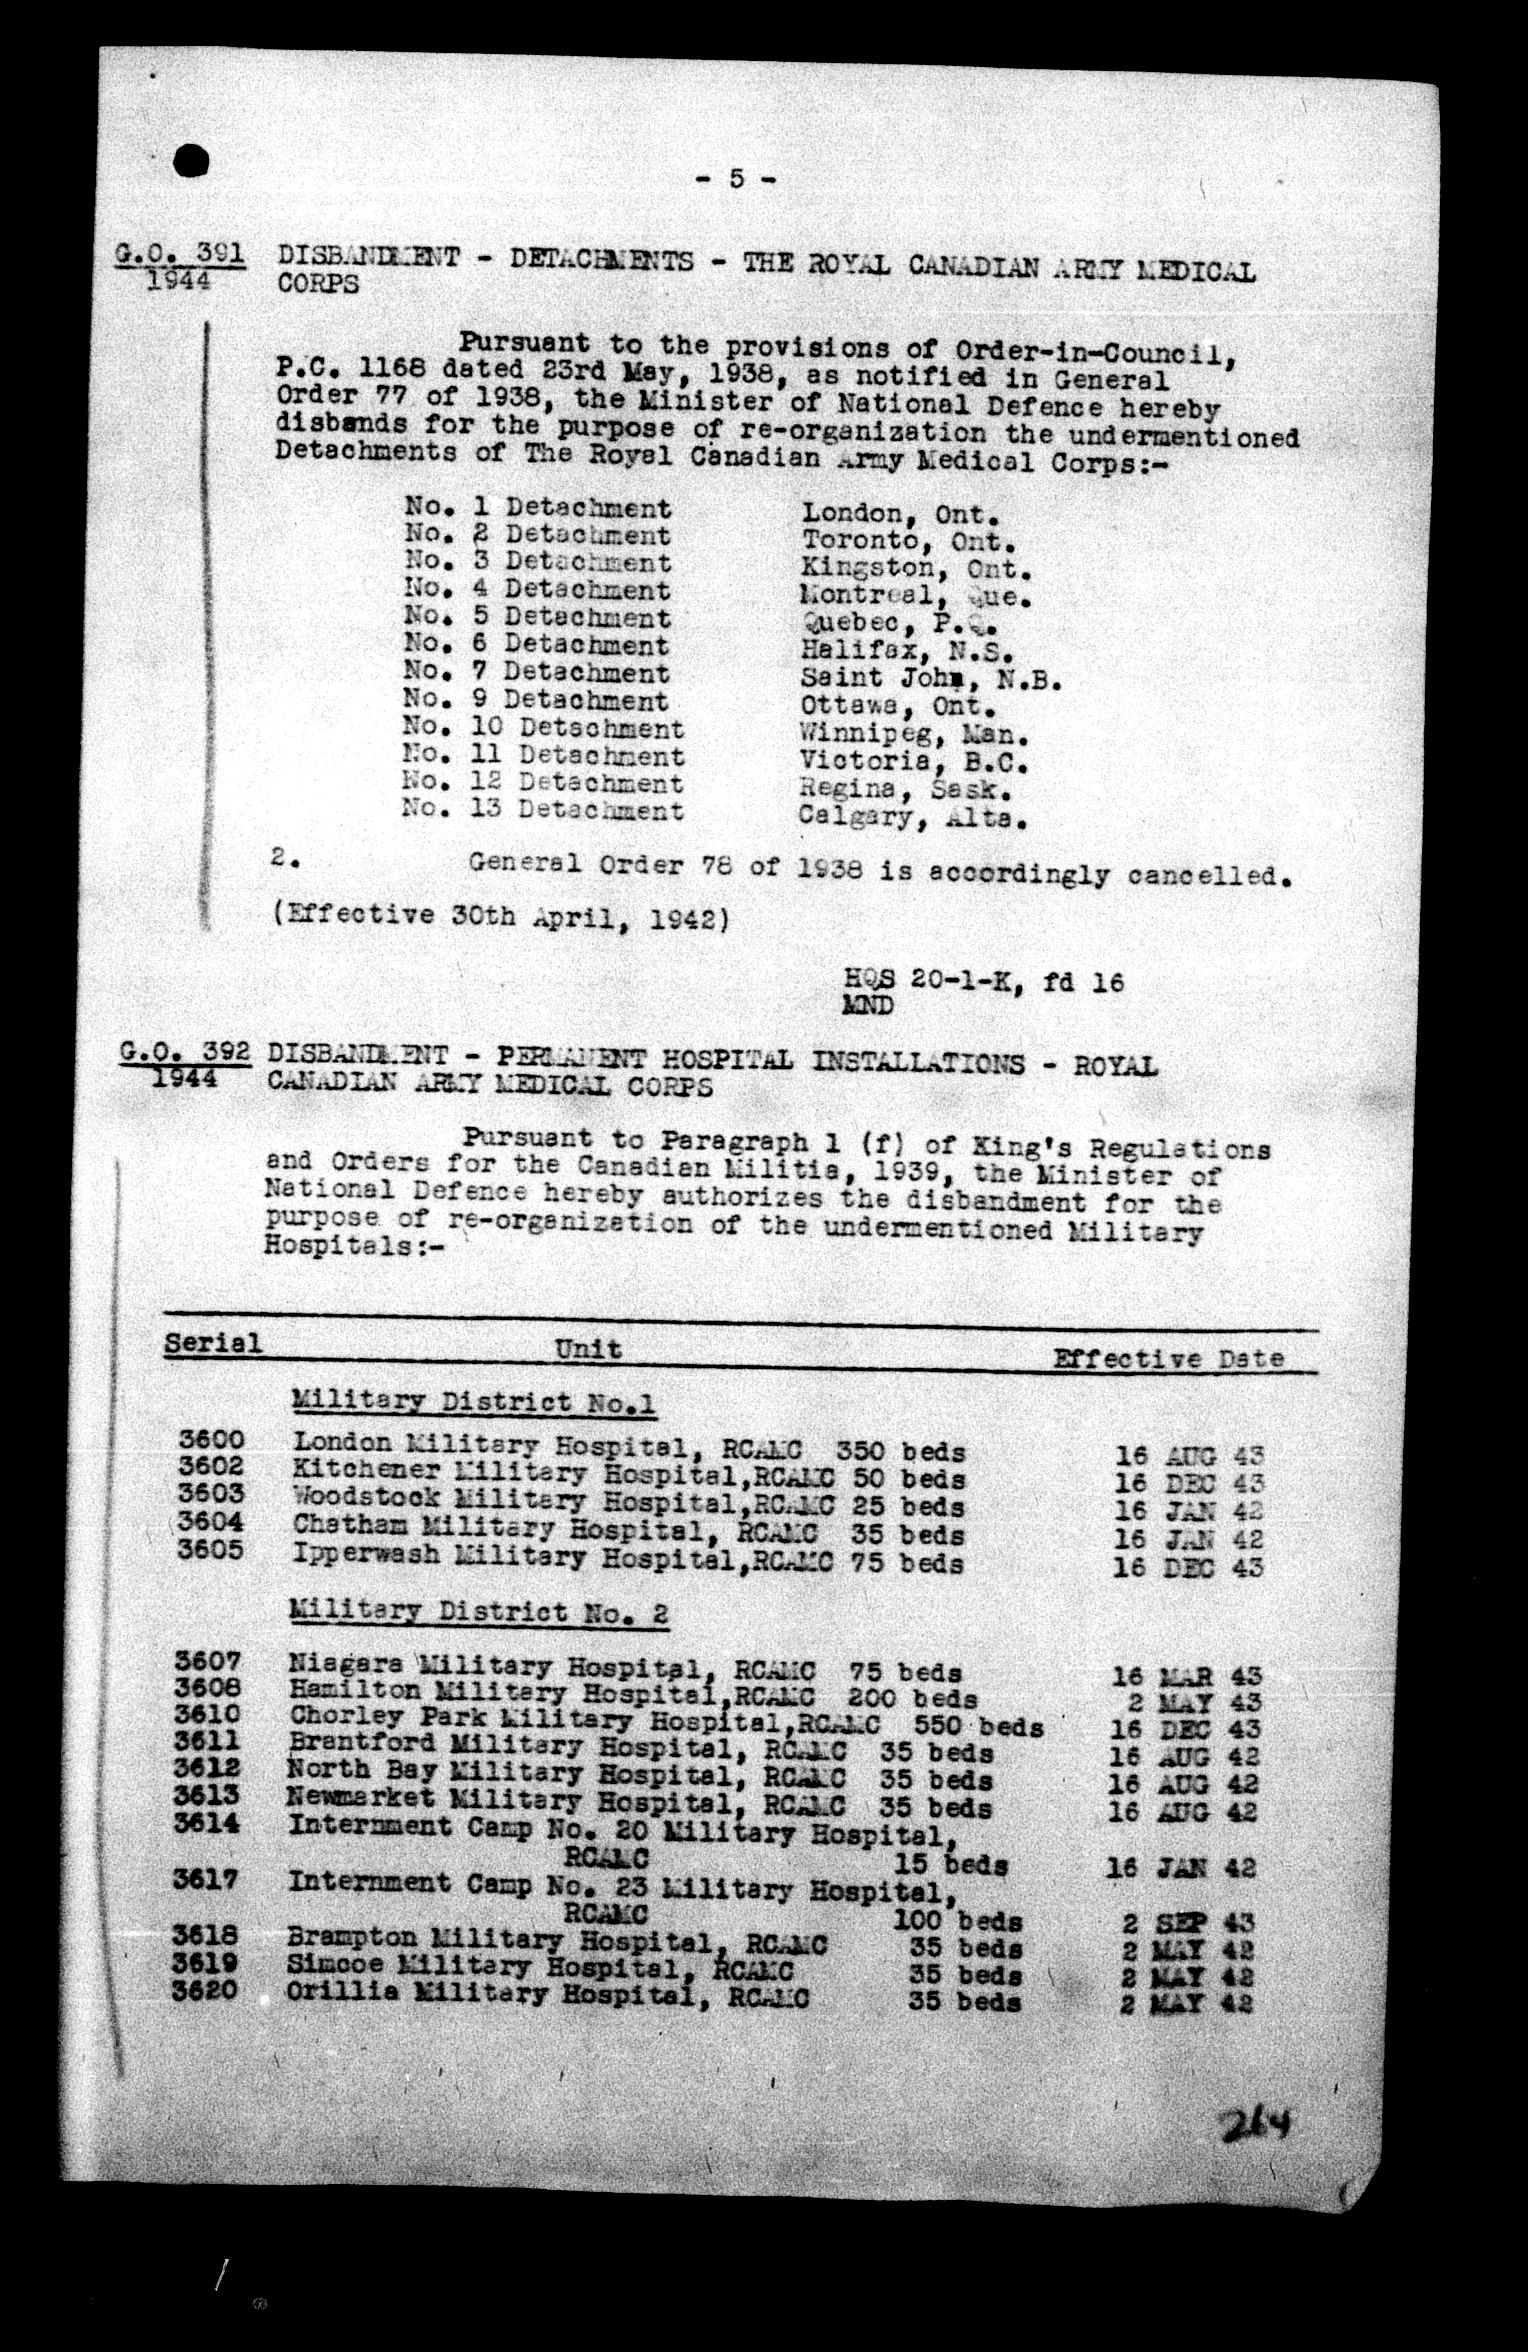 - 5 -
G.O. 391 DISBANDMENT - DETACHMENTS - THE ROYAL CANADIAN ARMY MEDICAL
1944 CORPS
Pursuant to the provisions of Order-in-Council,
P.C. 1168 dated 23rd May, 1938, as notified in General
Order 77 of 1938, the Minister of National Defence hereby
disbands for the purpose of re-organization the undermentioned
Detachments of The Royal Canadian Army Medical Corps:-
No. 1 Detachment London, Ont.
No. 2 Detachment Toronto, Ont.
No. 3 Detachment Kingston, Ont.
No. 4 Detachment Montreal, Que.
No. 5 Detachment Quebec, P.Q.
No. 6 Detachment Halifax, N.S.
No. 7 Detachment Saint John, N.B.
No. 9 Detachment Ottawa, Ont.
No. 10 Detachment Winnipeg, Man.
No. 11 Detachment Victoria, B.C.
No. 12 Detachment Regina, Sask.
No. 13 Detachment Calgary, Alta.
2. General Order 78 of 1938 is accordingly cancelled.
(Effective 30th April, 1942)
HQS 20-1-K, fd 16
MND
G.O. 392 DISBANDMENT - PERMANENT HOSPITAL INSTALLATIONS - ROYAL
1944 CANADIAN ARMY MEDICAL CORPS
Pursuant to Paragraph 1 (f) of King's Regulations
and Orders for the Canadian Militia, 1939, the Minister of
National Defence hereby authorizes the disbandment for the
purpose of re-organization of the undermentioned Military
Hospitals:-
Serial Unit Effective Date
Military District No.1
3600 London Military Hospital, RCAMC 350 beds 16 AUG 43
3602 Kitchener Military Hospital,RCAMC 50 beds 16 DEC 43
3603 Woodstock Military Hospital,RCAMC 25 beds 16 JAN 42
3604 Chatham Military Hospital, RCAMC 35 beds 16 JAN 42
3605 Ipperwash Military Hospital,RCAMC 75 beds 16 DEC 43
Military District No. 2
3607 Niagara Military Hospital, RCAMC 75 beds 16 MAR 43
3608 Hamilton Military Hospital,RCAMC 200 beds 2 MAY 43
3610 Chorley Park Military Hospital,RCAMC 550 beds 16 DEC 43
3611 Brantford Military Hospital, RCAMC 35 beds 16 AUG 42
3612 North Bay Military Hospital, RCAMC 35 beds 16 AUG 42
3613 Newmarket Military Hospital, RCAMC 35 beds 16 AUG 42
3614 Internment Camp No. 20 Military Hospital,
RCAMC 15 beds 16 JAN 42
3617 Internment Camp No. 23 Military Hospital,
RCAMC 100 beds 2 SEP 43
3618 Brampton Military Hospital, RCAMC 35 beds 2 MAY 42
3619 Simcoe Military Hospital, RCAMC 35 beds 2 MAY 42
3620 Orillia Military Hospital, RCAMC 35 beds 2 MAY 42
264